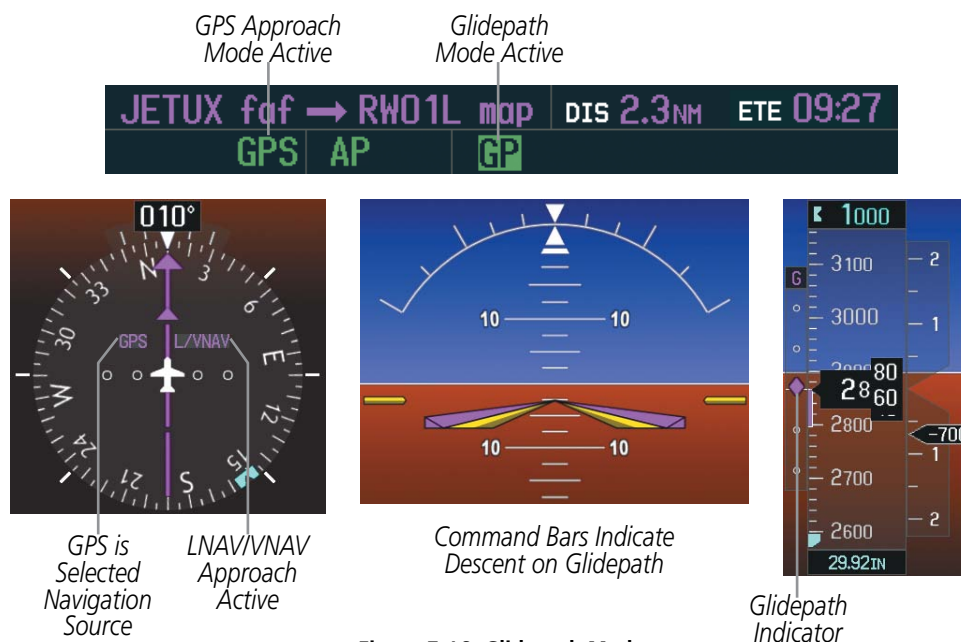 GPS Approach
Mode Active
Glidepath
Mode Active
JETUX faf → RW01L map DIS 2.3NM ETE 09:27
GPS AP GP
010°
N 3 6 E 12 15 S 21 24 W 30 33
GPS L/VNAV
10 10
10 10
1000
3100
3000
2800
2700
2600
G
2880
60
2
1
-700
1
2
29.92IN
GPS is
Selected
Navigation
Source
LNAV/VNAV
Approach
Active
Command Bars Indicate
Descent on Glidepath
Glidepath
Indicator